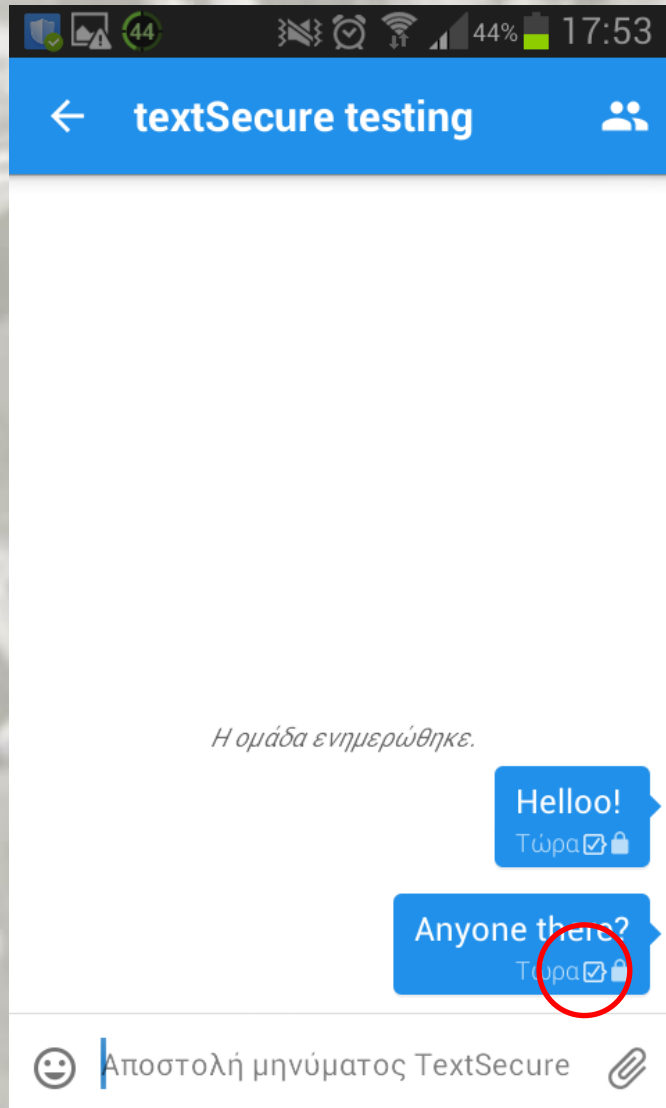 44
44%
17:53
textSecure testing
Η ομάδα ενημερώθηκε.
Helloo!
Τώρα
Anyone there?
Τώρα
Αποστολή μηνύματος TextSecure